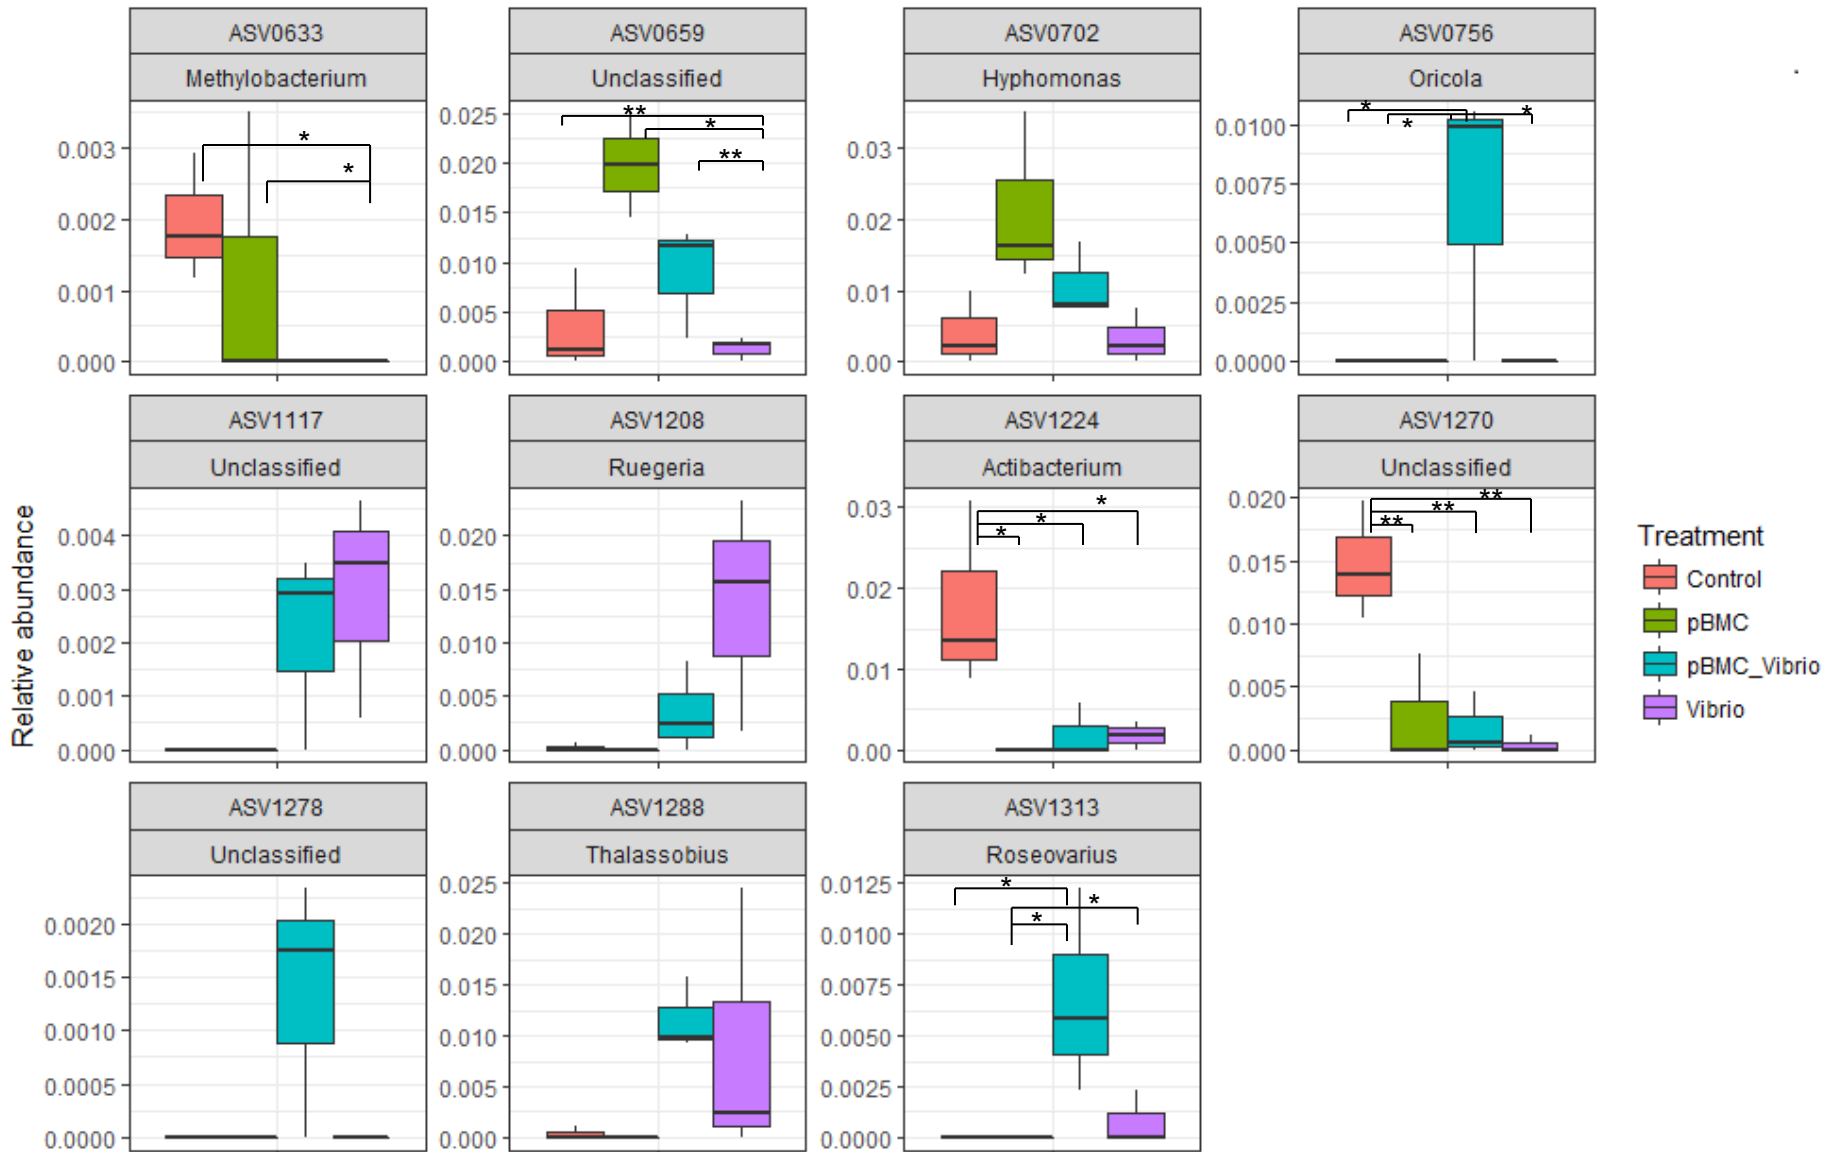 ASV0633
Methylobacterium
0.003
0.002
0.001
0.000
* 
*
ASV0659
Unclassified
0.025
0.020
0.015
0.010
0.005
0.000
**
*
**
ASV0702
Hyphomonas
0.03
0.02
0.01
0.00
ASV0756
Oricola
0.0100
0.0075
0.0050
0.0025
0.0000
*
*
*
Relative abundance
ASV1117
Unclassified
0.004
0.003
0.002
0.001
0.000
ASV1208
Ruegeria
0.020
0.015
0.010
0.005
0.000
ASV1224
Actibacterium
0.03
0.02
0.01
0.00
*
*
*
ASV1270
Unclassified
0.020
0.015
0.010
0.005
0.000
**
**
**
Treatment
Control
pBMC
pBMC_Vibrio
Vibrio
ASV1278
Unclassified
0.0020
0.0015
0.0010
0.0005
0.0000
ASV1288
Thalassobius
0.025
0.020
0.015
0.010
0.005
0.000
ASV1313
Roseovarius
0.0125
0.0100
0.0075
0.0050
0.0025
0.0000
*
*
*